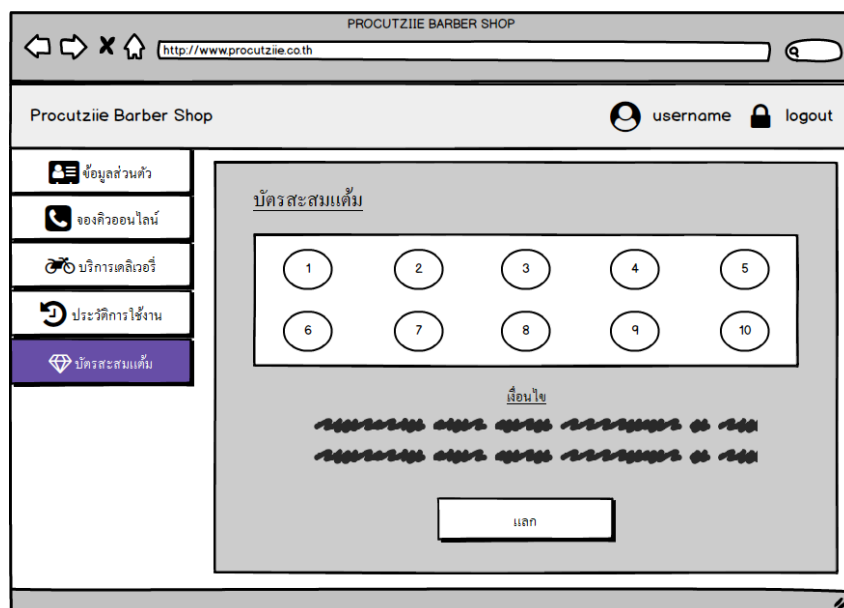 PROCUTZIIE BARBER SHOP
http://www.procutziie.co.th
Procutziie Barber Shop
username
logout
ข้อมูลส่วนตัว
จองคิวออนไลน์
บริการเดลิเวอรี่
ประวัติการใช้งาน
บัตรสะสมแต้ม
บัตรสะสมแต้ม
1 2 3 4 5
6 7 8 9 10
เงื่อนไข
แลก